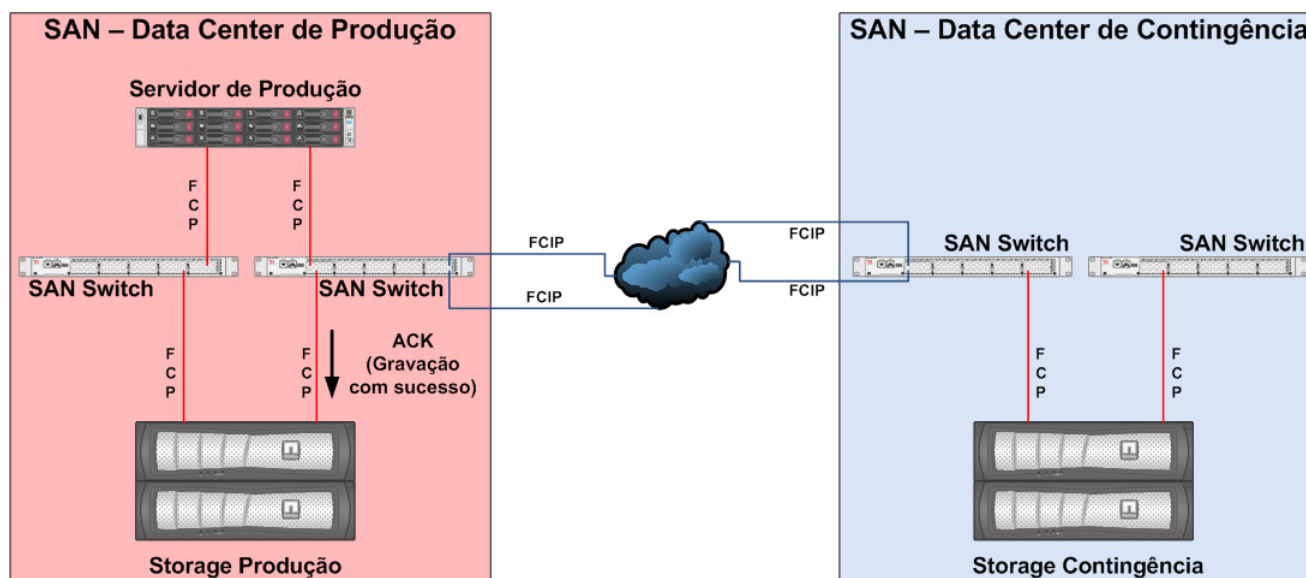 SAN – Data Center de Produção
SAN – Data Center de Contingência
Servidor de Produção
F
C
P
F
C
P
FCIP
FCIP
SAN Switch
SAN Switch
SAN Switch
SAN Switch
FCIP
FCIP
F
C
P
F
C
P
ACK
(Gravação
com sucesso)
F
C
P
F
C
P
Storage Produção
Storage Contingência